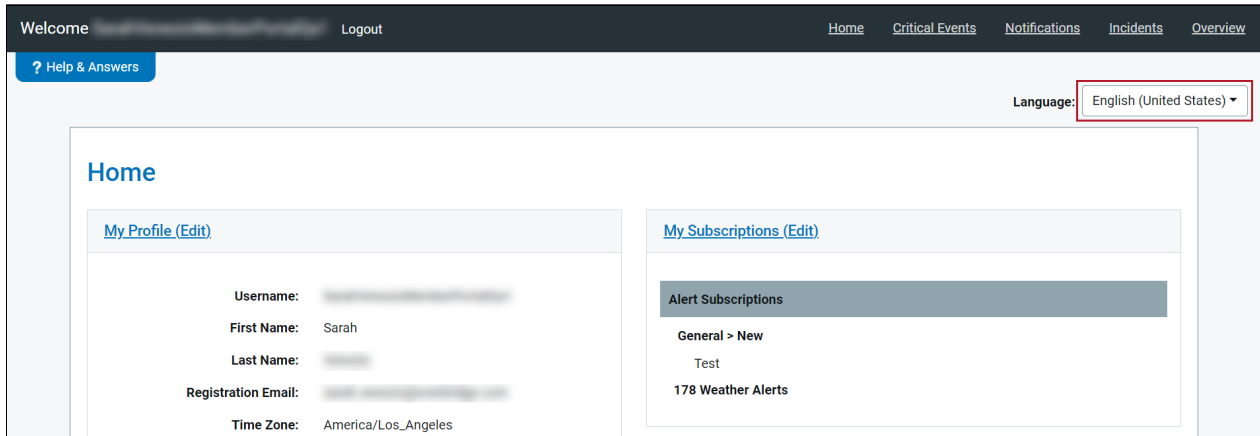 Welcome Logout Home Critical Events Notifications Incidents Overview
? Help & Answers
Language: English (United States)
Home
My Profile (Edit)
Username:
First Name: Sarah
Last Name:
Registration Email:
Time Zone: America/Los_Angeles
My Subscriptions (Edit)
Alert Subscriptions
General > New
Test
178 Weather Alerts